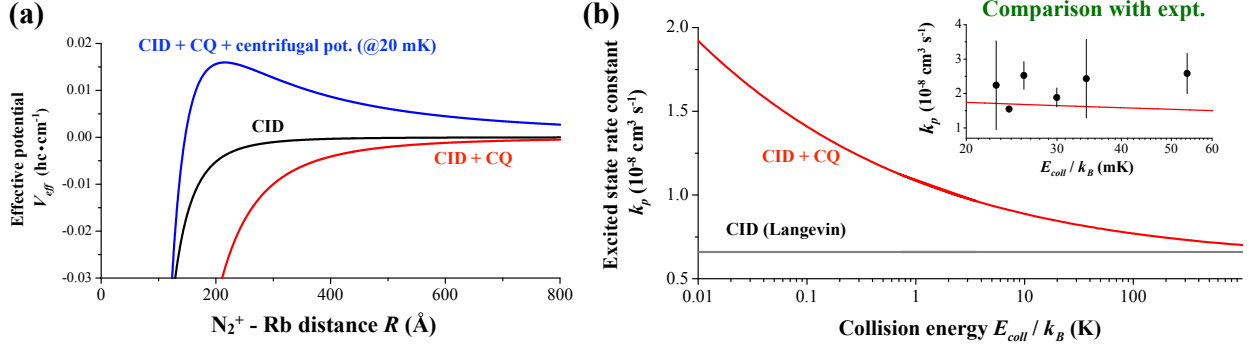 (a)
CID + CQ + centrifugal pot. (@20 mK)
CID
CID + CQ
Effective potential
V_eff (hc•cm⁻¹)
0.02
0.01
0.00
-0.01
-0.02
-0.03
0
200
400
600
800
N₂⁺ - Rb distance R (Å)
(b)
Comparison with expt.
Excited state rate constant
k_p (10⁻⁸ cm³ s⁻¹)
2.0
1.5
1.0
0.5
CID + CQ
CID (Langevin)
0.01
0.1
1
10
100
Collision energy E_coll / k_B (K)
k_p (10⁻⁸ cm³ s⁻¹)
3
2
1
20
30
40
50
60
E_coll / k_B (mK)